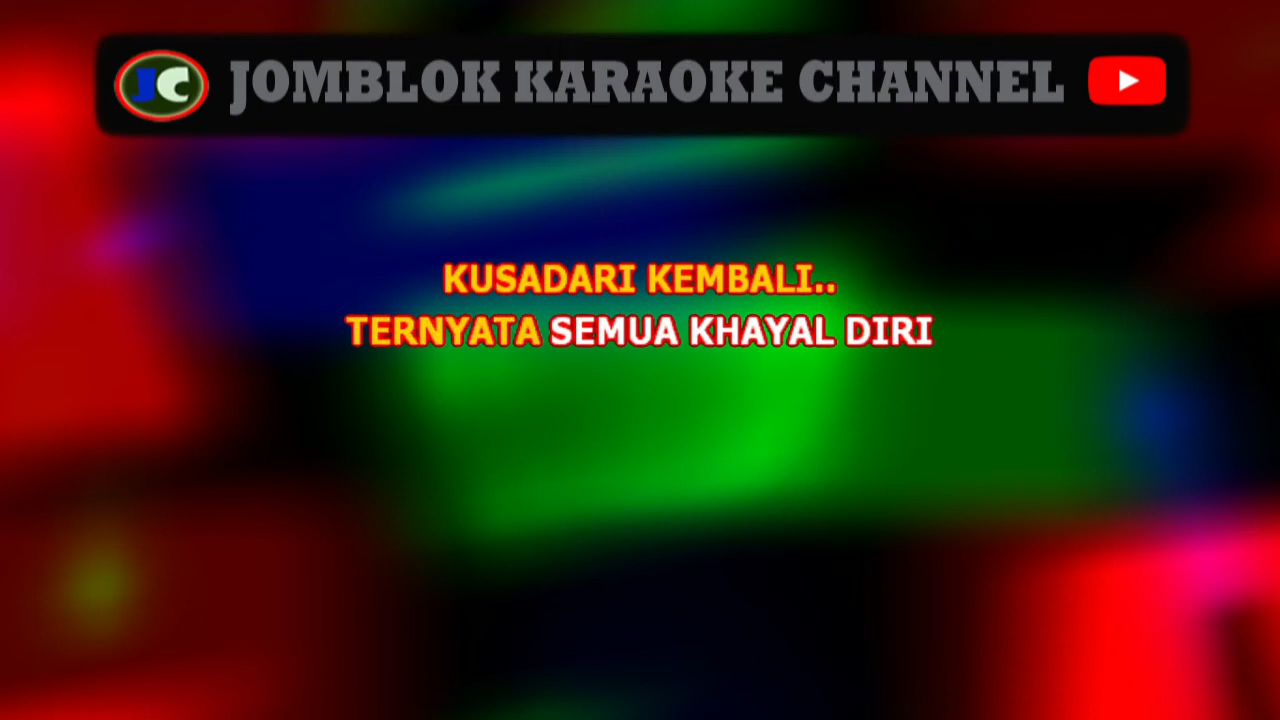 JC JOMBLOK KARAOKE CHANNEL
KUSADARI KEMBALI..
TERNYATA SEMUA KHAYAL DIRI